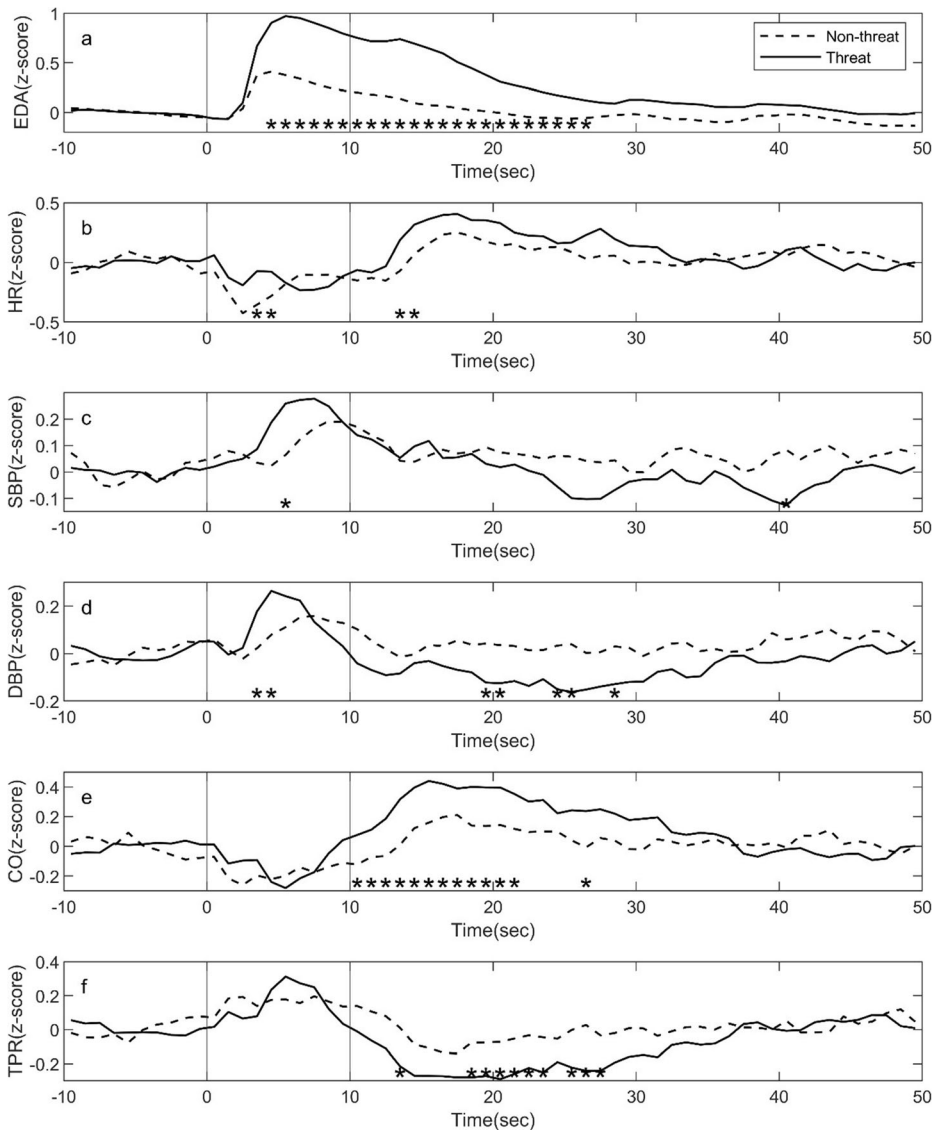 a
Non-threat
Threat
EDA(z-score)
1
0.5
0
***********************
-10 0 10 20 30 40 50
Time(sec)
b
HR(z-score)
0.5
0
-0.5
** **
-10 0 10 20 30 40 50
Time(sec)
c
SBP(z-score)
0.2
0.1
0
-0.1
* *
-10 0 10 20 30 40 50
Time(sec)
d
DBP(z-score)
0.2
0
-0.2
** ** ** *
-10 0 10 20 30 40 50
Time(sec)
e
CO(z-score)
0.4
0.2
0
-0.2
************ *
-10 0 10 20 30 40 50
Time(sec)
f
TPR(z-score)
0.4
0.2
0
-0.2
* ****** ***
-10 0 10 20 30 40 50
Time(sec)